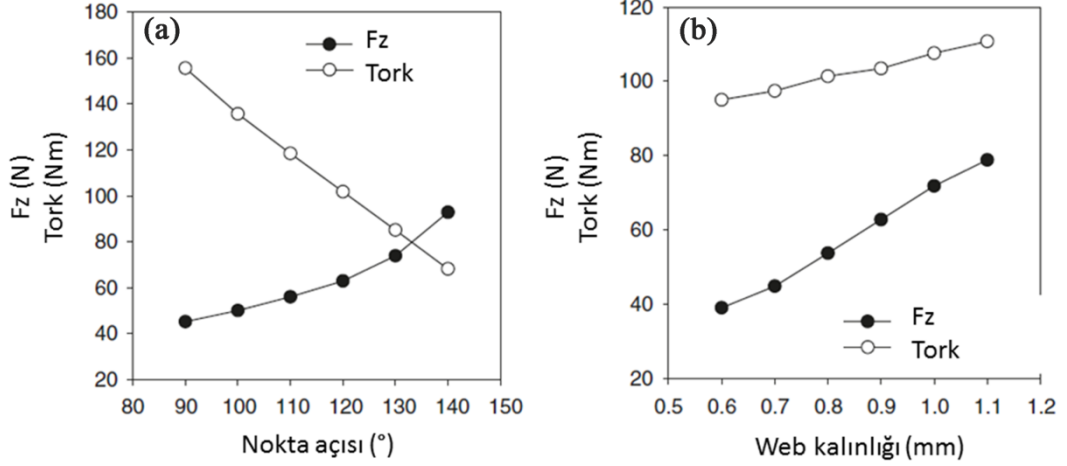 (a)
Fz
Tork
180
160
140
120
100
80
60
40
20
Fz (N)
Tork (Nm)
80 90 100 110 120 130 140 150
Nokta açısı (°)
(b)
120
100
80
60
40
20
Fz (N)
Tork (Nm)
Fz
Tork
0.5 0.6 0.7 0.8 0.9 1.0 1.1 1.2
Web kalınlığı (mm)